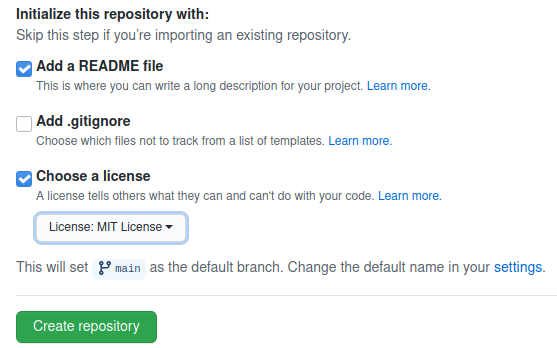 Initialize this repository with:
Skip this step if you're importing an existing repository.
Add a README file
This is where you can write a long description for your project. Learn more.
Add .gitignore
Choose which files not to track from a list of templates. Learn more.
Choose a license
A license tells others what they can and can't do with your code. Learn more.
License: MIT License
This will set main as the default branch. Change the default name in your settings.
Create repository